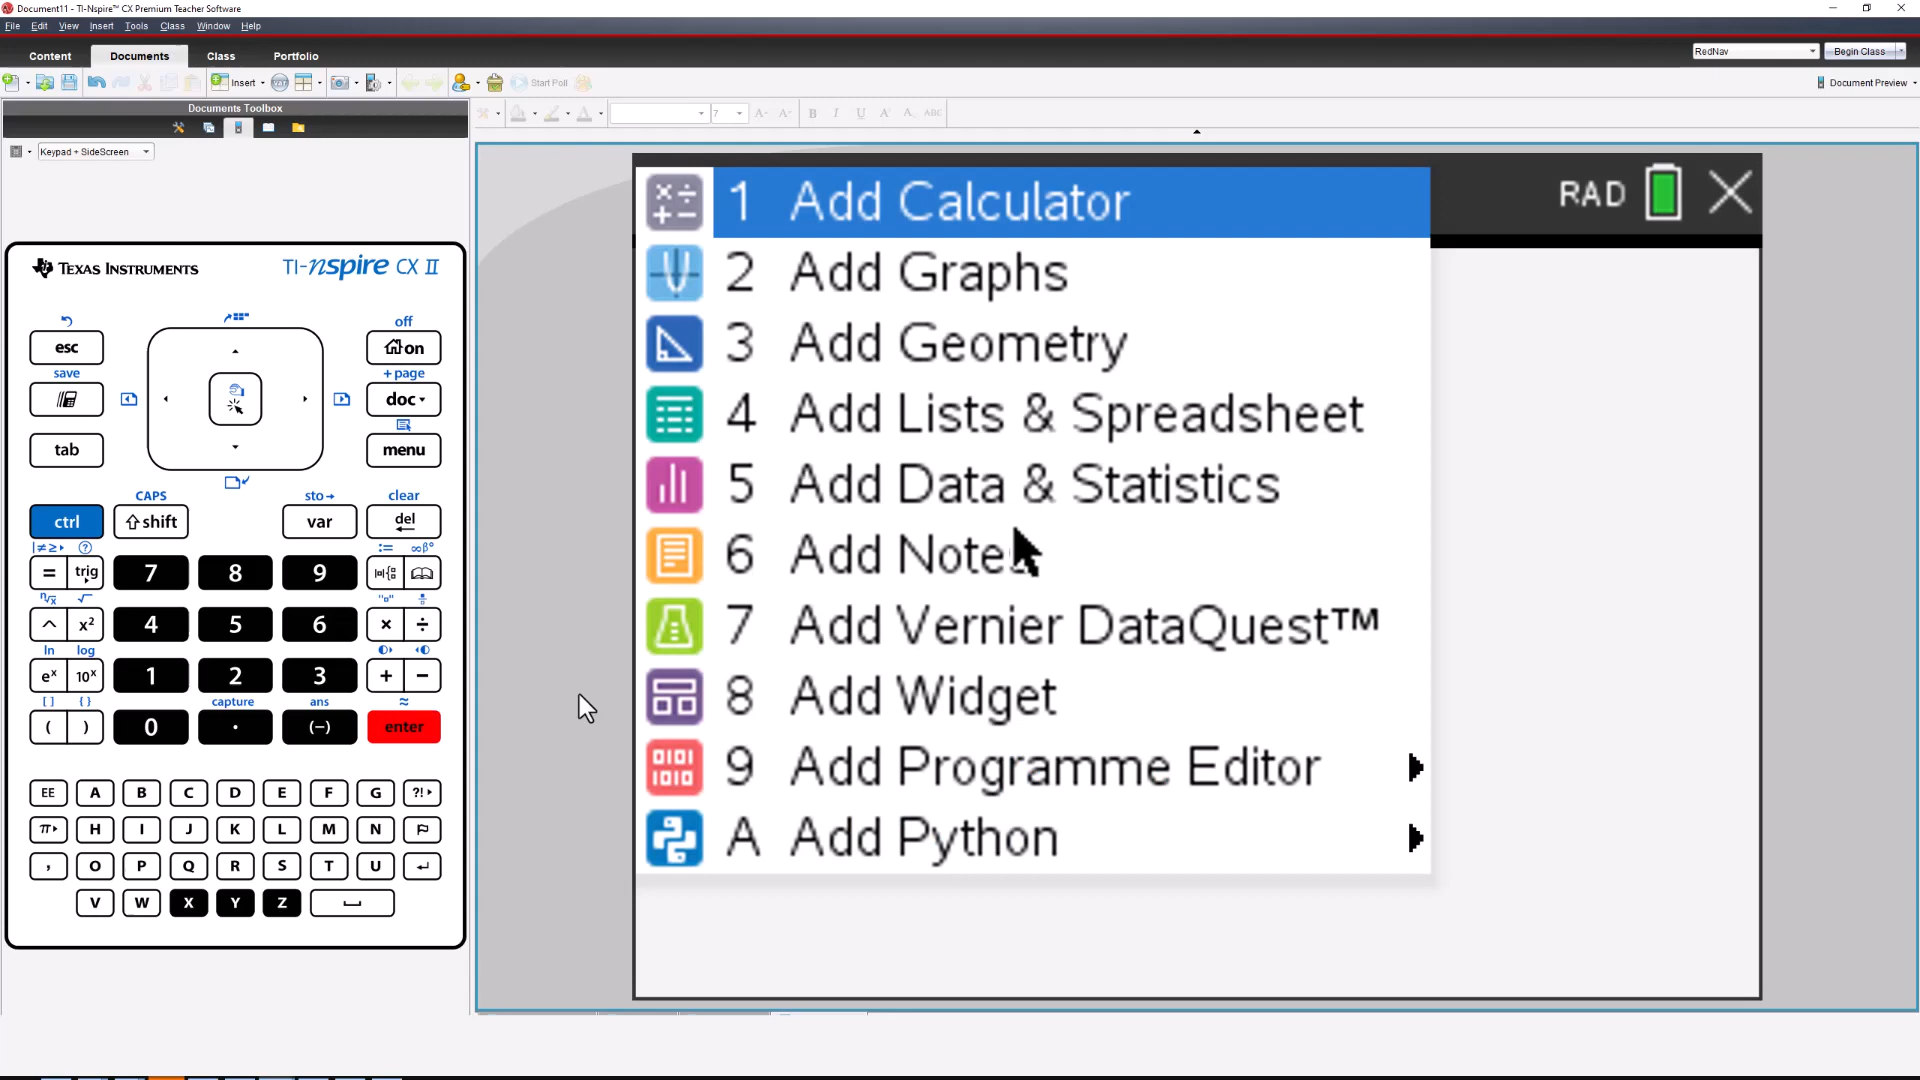 Document11 - TI-Nspire™ CX Premium Teacher Software
File Edit View Insert Tools Class Window Help
Content Documents Class Portfolio
RedNav
Begin Class
Insert
Start Poll
Document Preview
Documents Toolbox
7
B I U ABC
Keypad + SideScreen
TEXAS INSTRUMENTS TI-nspire CX II
off
esc on
save + page
doc
tab menu
CAPS sto→ clear
ctrl shift var del
|≠≥▸ ? := ∞β°
= trig 7 8 9
ⁿ√x √ "□"
^ x² 4 5 6 × ÷
ln log
eˣ 10ˣ 1 2 3 + −
[ ] { } capture ans ≈
( ) 0 . (−) enter
EE A B C D E F G ?!▸
π▸ H I J K L M N
, O P Q R S T U
V W X Y Z
1 Add Calculator
2 Add Graphs
3 Add Geometry
4 Add Lists & Spreadsheet
5 Add Data & Statistics
6 Add Notes
7 Add Vernier DataQuest™
8 Add Widget
9 Add Programme Editor
A Add Python
RAD